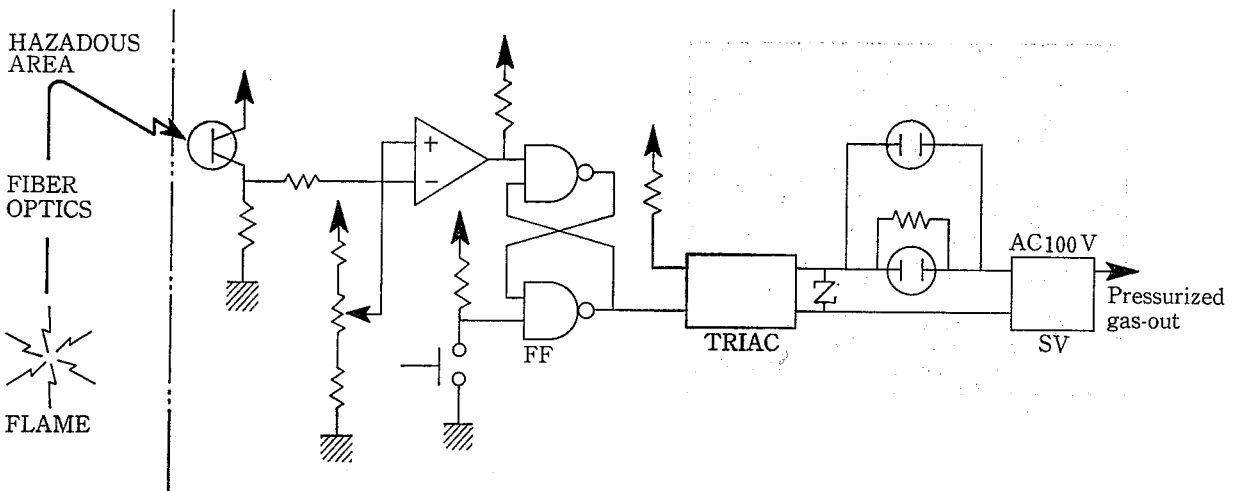 HAZADOUS
AREA
FIBER
OPTICS
FLAME
+
−
FF
TRIAC
AC100V
SV
Pressurized
gas-out